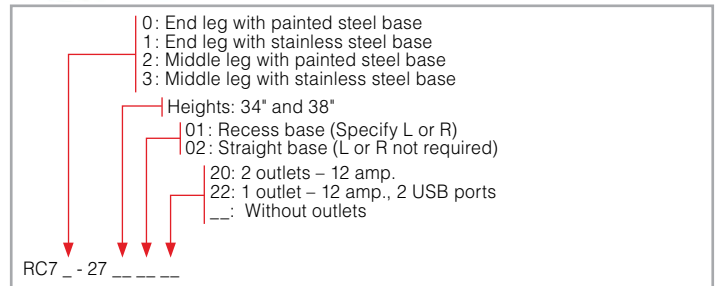 0: End leg with painted steel base
1: End leg with stainless steel base
2: Middle leg with painted steel base
3: Middle leg with stainless steel base
Heights: 34" and 38"
01: Recess base (Specify L or R)
02: Straight base (L or R not required)
20: 2 outlets – 12 amp.
22: 1 outlet – 12 amp., 2 USB ports
__: Without outlets
RC7 _ - 27 __ __ __